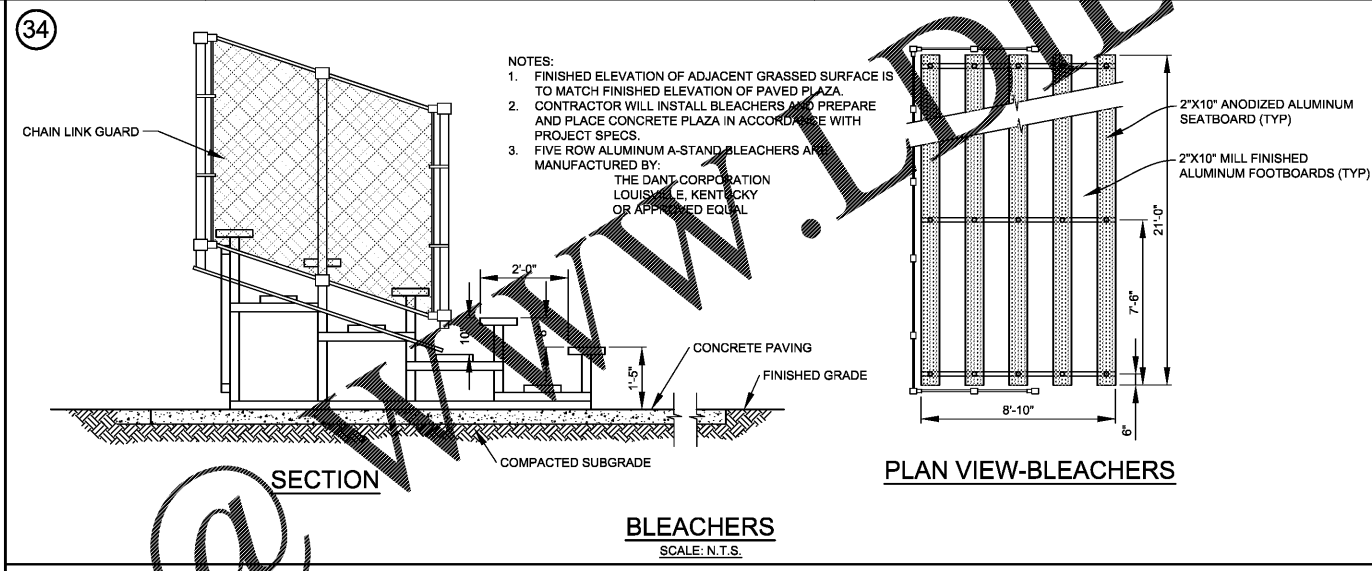 34
NOTES:
1. FINISHED ELEVATION OF ADJACENT GRASSED SURFACE IS
TO MATCH FINISHED ELEVATION OF PAVED PLAZA.
2. CONTRACTOR WILL INSTALL BLEACHERS AND PREPARE
AND PLACE CONCRETE PLAZA IN ACCORDANCE WITH
PROJECT SPECS.
3. FIVE ROW ALUMINUM A-STAND BLEACHERS ARE
MANUFACTURED BY:
THE DANT CORPORATION
LOUISVILLE, KENTUCKY
OR APPROVED EQUAL
CHAIN LINK GUARD
2'-0"
1'-5"
CONCRETE PAVING
FINISHED GRADE
COMPACTED SUBGRADE
SECTION
2"X10" ANODIZED ALUMINUM
SEATBOARD (TYP)
2"X10" MILL FINISHED
ALUMINUM FOOTBOARDS (TYP)
21'-0"
7'-6"
6"
8'-10"
PLAN VIEW-BLEACHERS
BLEACHERS
SCALE: N.T.S.
@ WWW.LDI